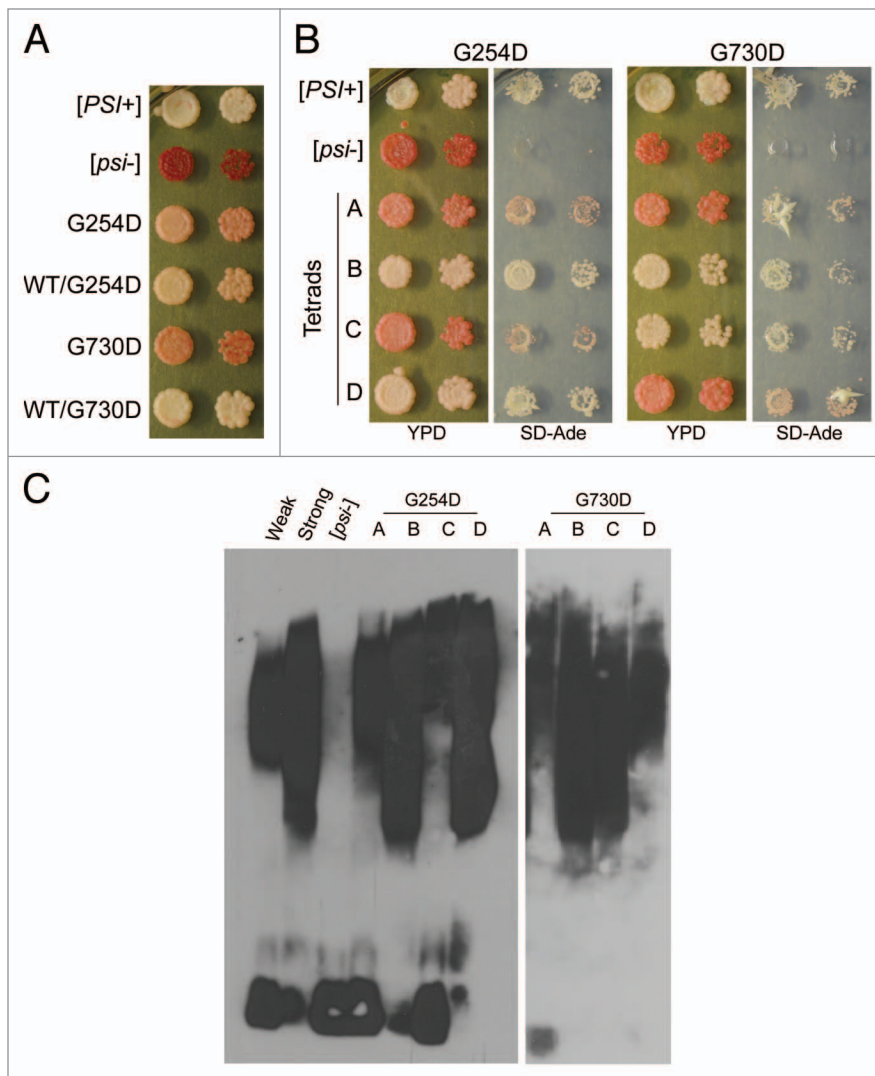 A
[PSI+]
[psi-]
G254D
WT/G254D
G730D
WT/G730D
B
G254D G730D
[PSI+]
[psi-]
Tetrads
A
B
C
D
YPD SD-Ade YPD SD-Ade
C
Weak Strong [psi-] G254D G730D
A B C D A B C D